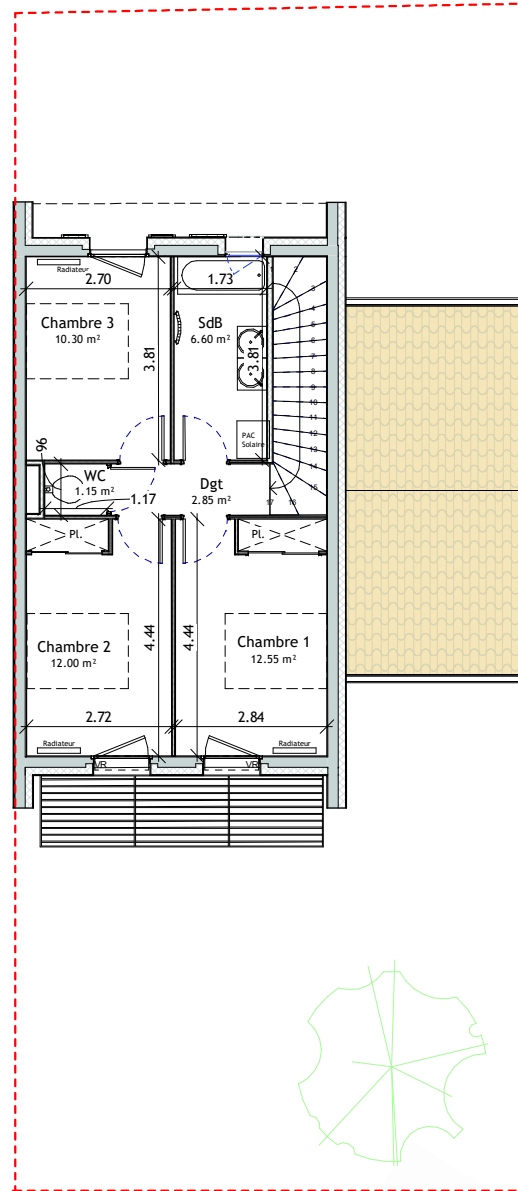 2
3
4
5
6
7
8
9
10
11
12
13
14
15
16
17
Radiateur
2.70
1.73
Chambre 3
10.30 m²
SdB
6.60 m²
3.81
3.81
PAC
Solaire
96
WC
1.15 m²
1.17
Dgt
2.85 m²
Pl.
Pl.
Chambre 2
12.00 m²
4.44
4.44
Chambre 1
12.55 m²
2.72
2.84
Radiateur
Radiateur
VR
VR